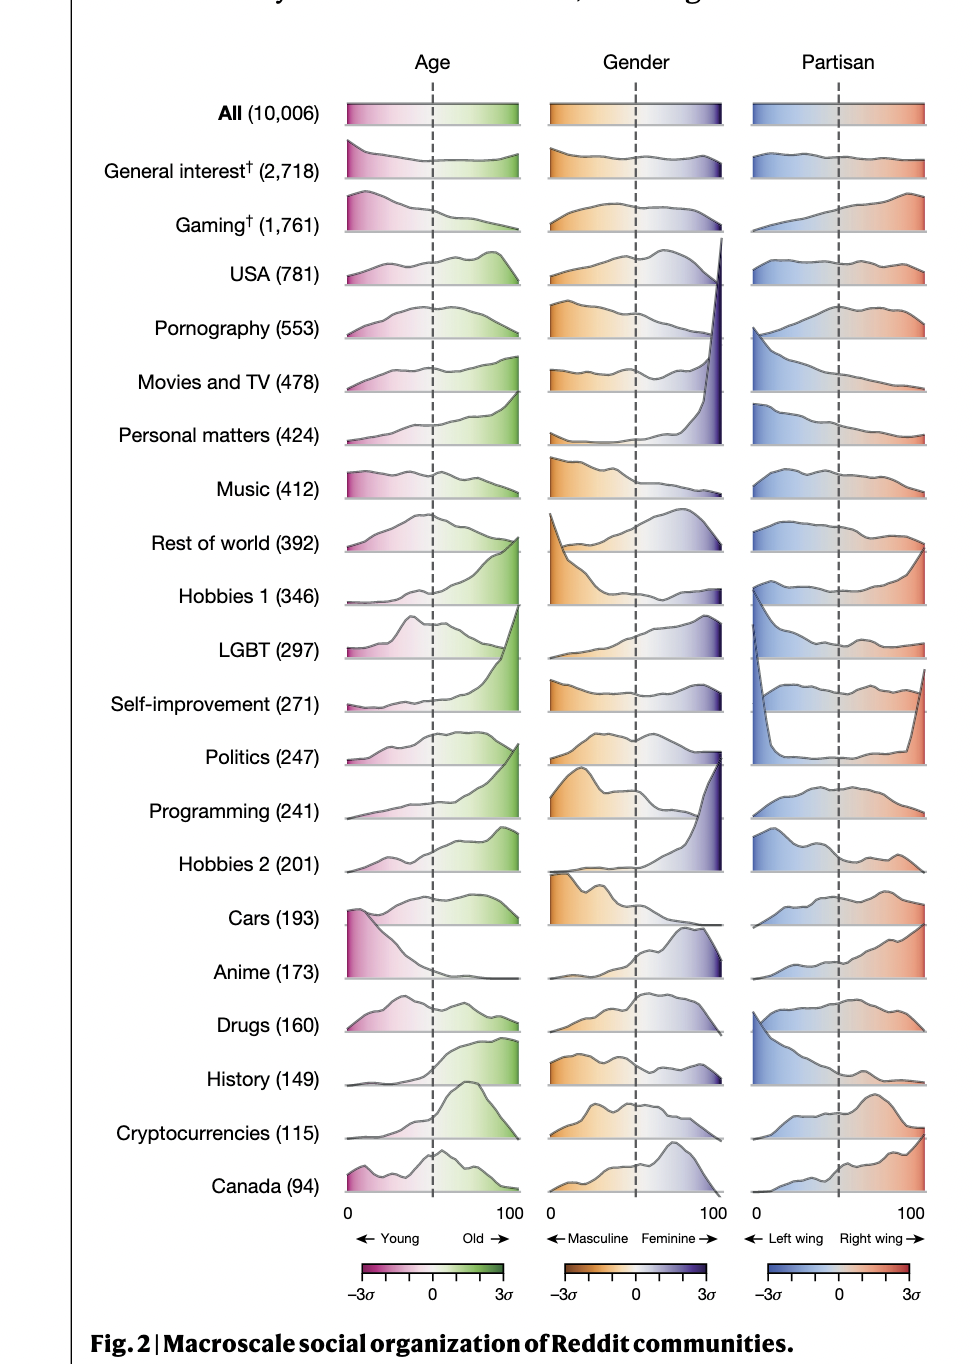 Age Gender Partisan
All (10,006)
General interest† (2,718)
Gaming† (1,761)
USA (781)
Pornography (553)
Movies and TV (478)
Personal matters (424)
Music (412)
Rest of world (392)
Hobbies 1 (346)
LGBT (297)
Self-improvement (271)
Politics (247)
Programming (241)
Hobbies 2 (201)
Cars (193)
Anime (173)
Drugs (160)
History (149)
Cryptocurrencies (115)
Canada (94)
0 100 0 100 0 100
← Young Old → ← Masculine Feminine → ← Left wing Right wing →
−3σ 0 3σ −3σ 0 3σ −3σ 0 3σ
Fig. 2 | Macroscale social organization of Reddit communities.